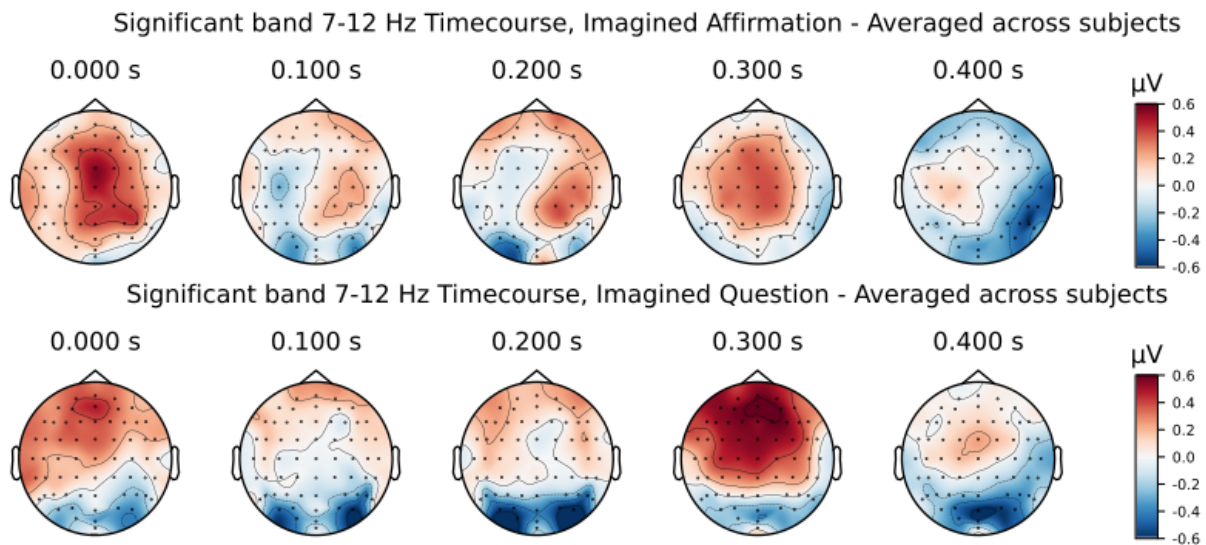 Significant band 7-12 Hz Timecourse, Imagined Affirmation - Averaged across subjects
0.000 s 0.100 s 0.200 s 0.300 s 0.400 s
µV
0.6
0.4
0.2
0.0
-0.2
-0.4
-0.6
Significant band 7-12 Hz Timecourse, Imagined Question - Averaged across subjects
0.000 s 0.100 s 0.200 s 0.300 s 0.400 s
µV
0.6
0.4
0.2
0.0
-0.2
-0.4
-0.6